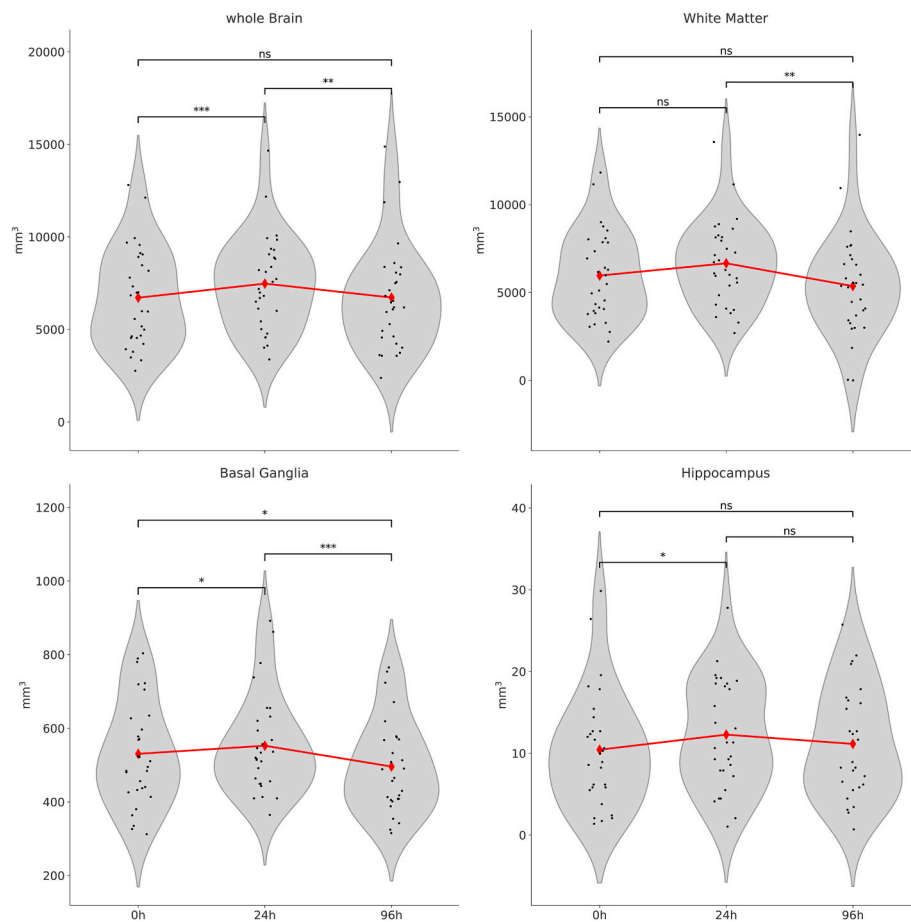 whole Brain
20000
15000
10000
5000
0
mm³
ns
***
**
White Matter
15000
10000
5000
0
mm³
ns
ns
**
Basal Ganglia
1200
1000
800
600
400
200
mm³
*
*
***
0h 24h 96h
Hippocampus
40
30
20
10
0
mm³
ns
*
ns
0h 24h 96h